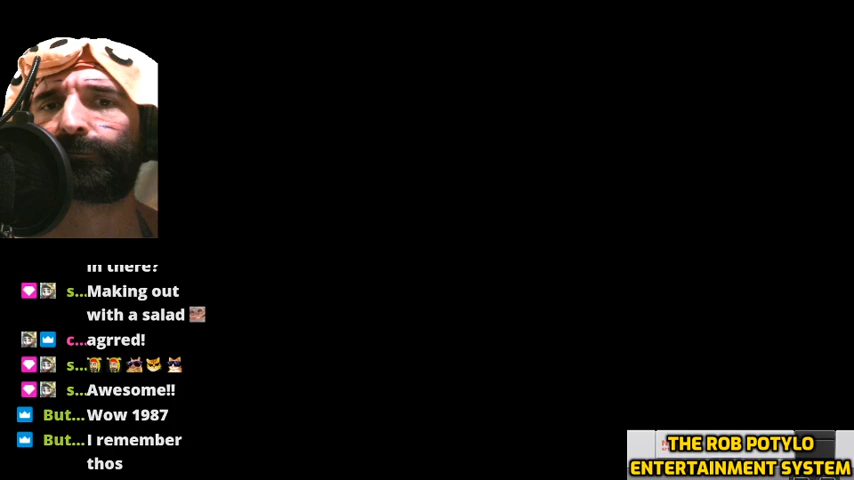 in there?
s...Making out
with a salad
c...agrred!
s...
s...Awesome!!
But...Wow 1987
But...I remember
thos
THE ROB POTYLO
ENTERTAINMENT SYSTEM